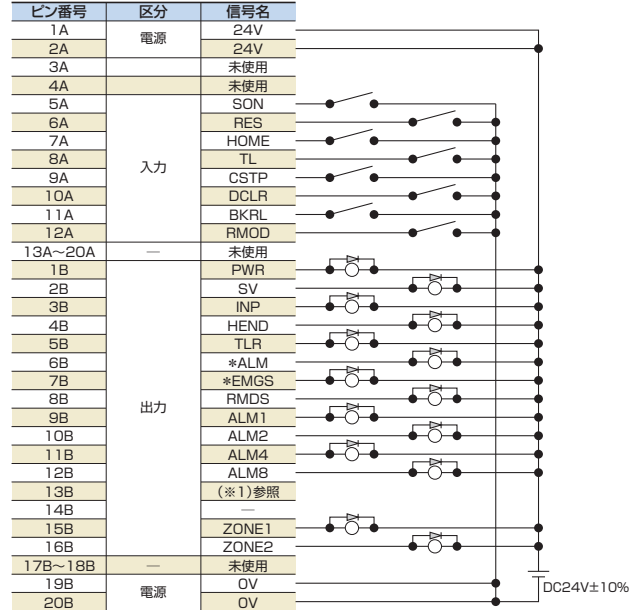 ピン番号 区分 信号名
1A 電源 24V
2A 24V
3A 未使用
4A 未使用
5A 入力 SON
6A RES
7A HOME
8A TL
9A CSTP
10A DCLR
11A BKRL
12A RMOD
13A～20A — 未使用
1B 出力 PWR
2B SV
3B INP
4B HEND
5B TLR
6B *ALM
7B *EMGS
8B RMDS
9B ALM1
10B ALM2
11B ALM4
12B ALM8
13B (※1)参照
14B —
15B ZONE1
16B ZONE2
17B～18B — 未使用
19B 電源 0V
20B 0V
DC24V±10%